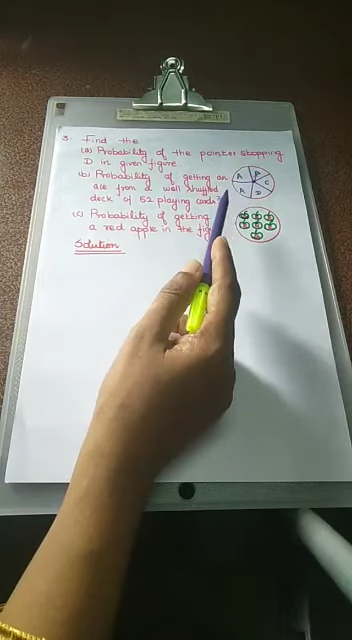 3. Find the
(a) Probability of the pointer stopping
D in given figure.
(b) Probability of getting an
ace from a well shuffled
deck of 52 playing cards?
(c) Probability of getting
a red apple in the fig
Solution
A B
C
A D